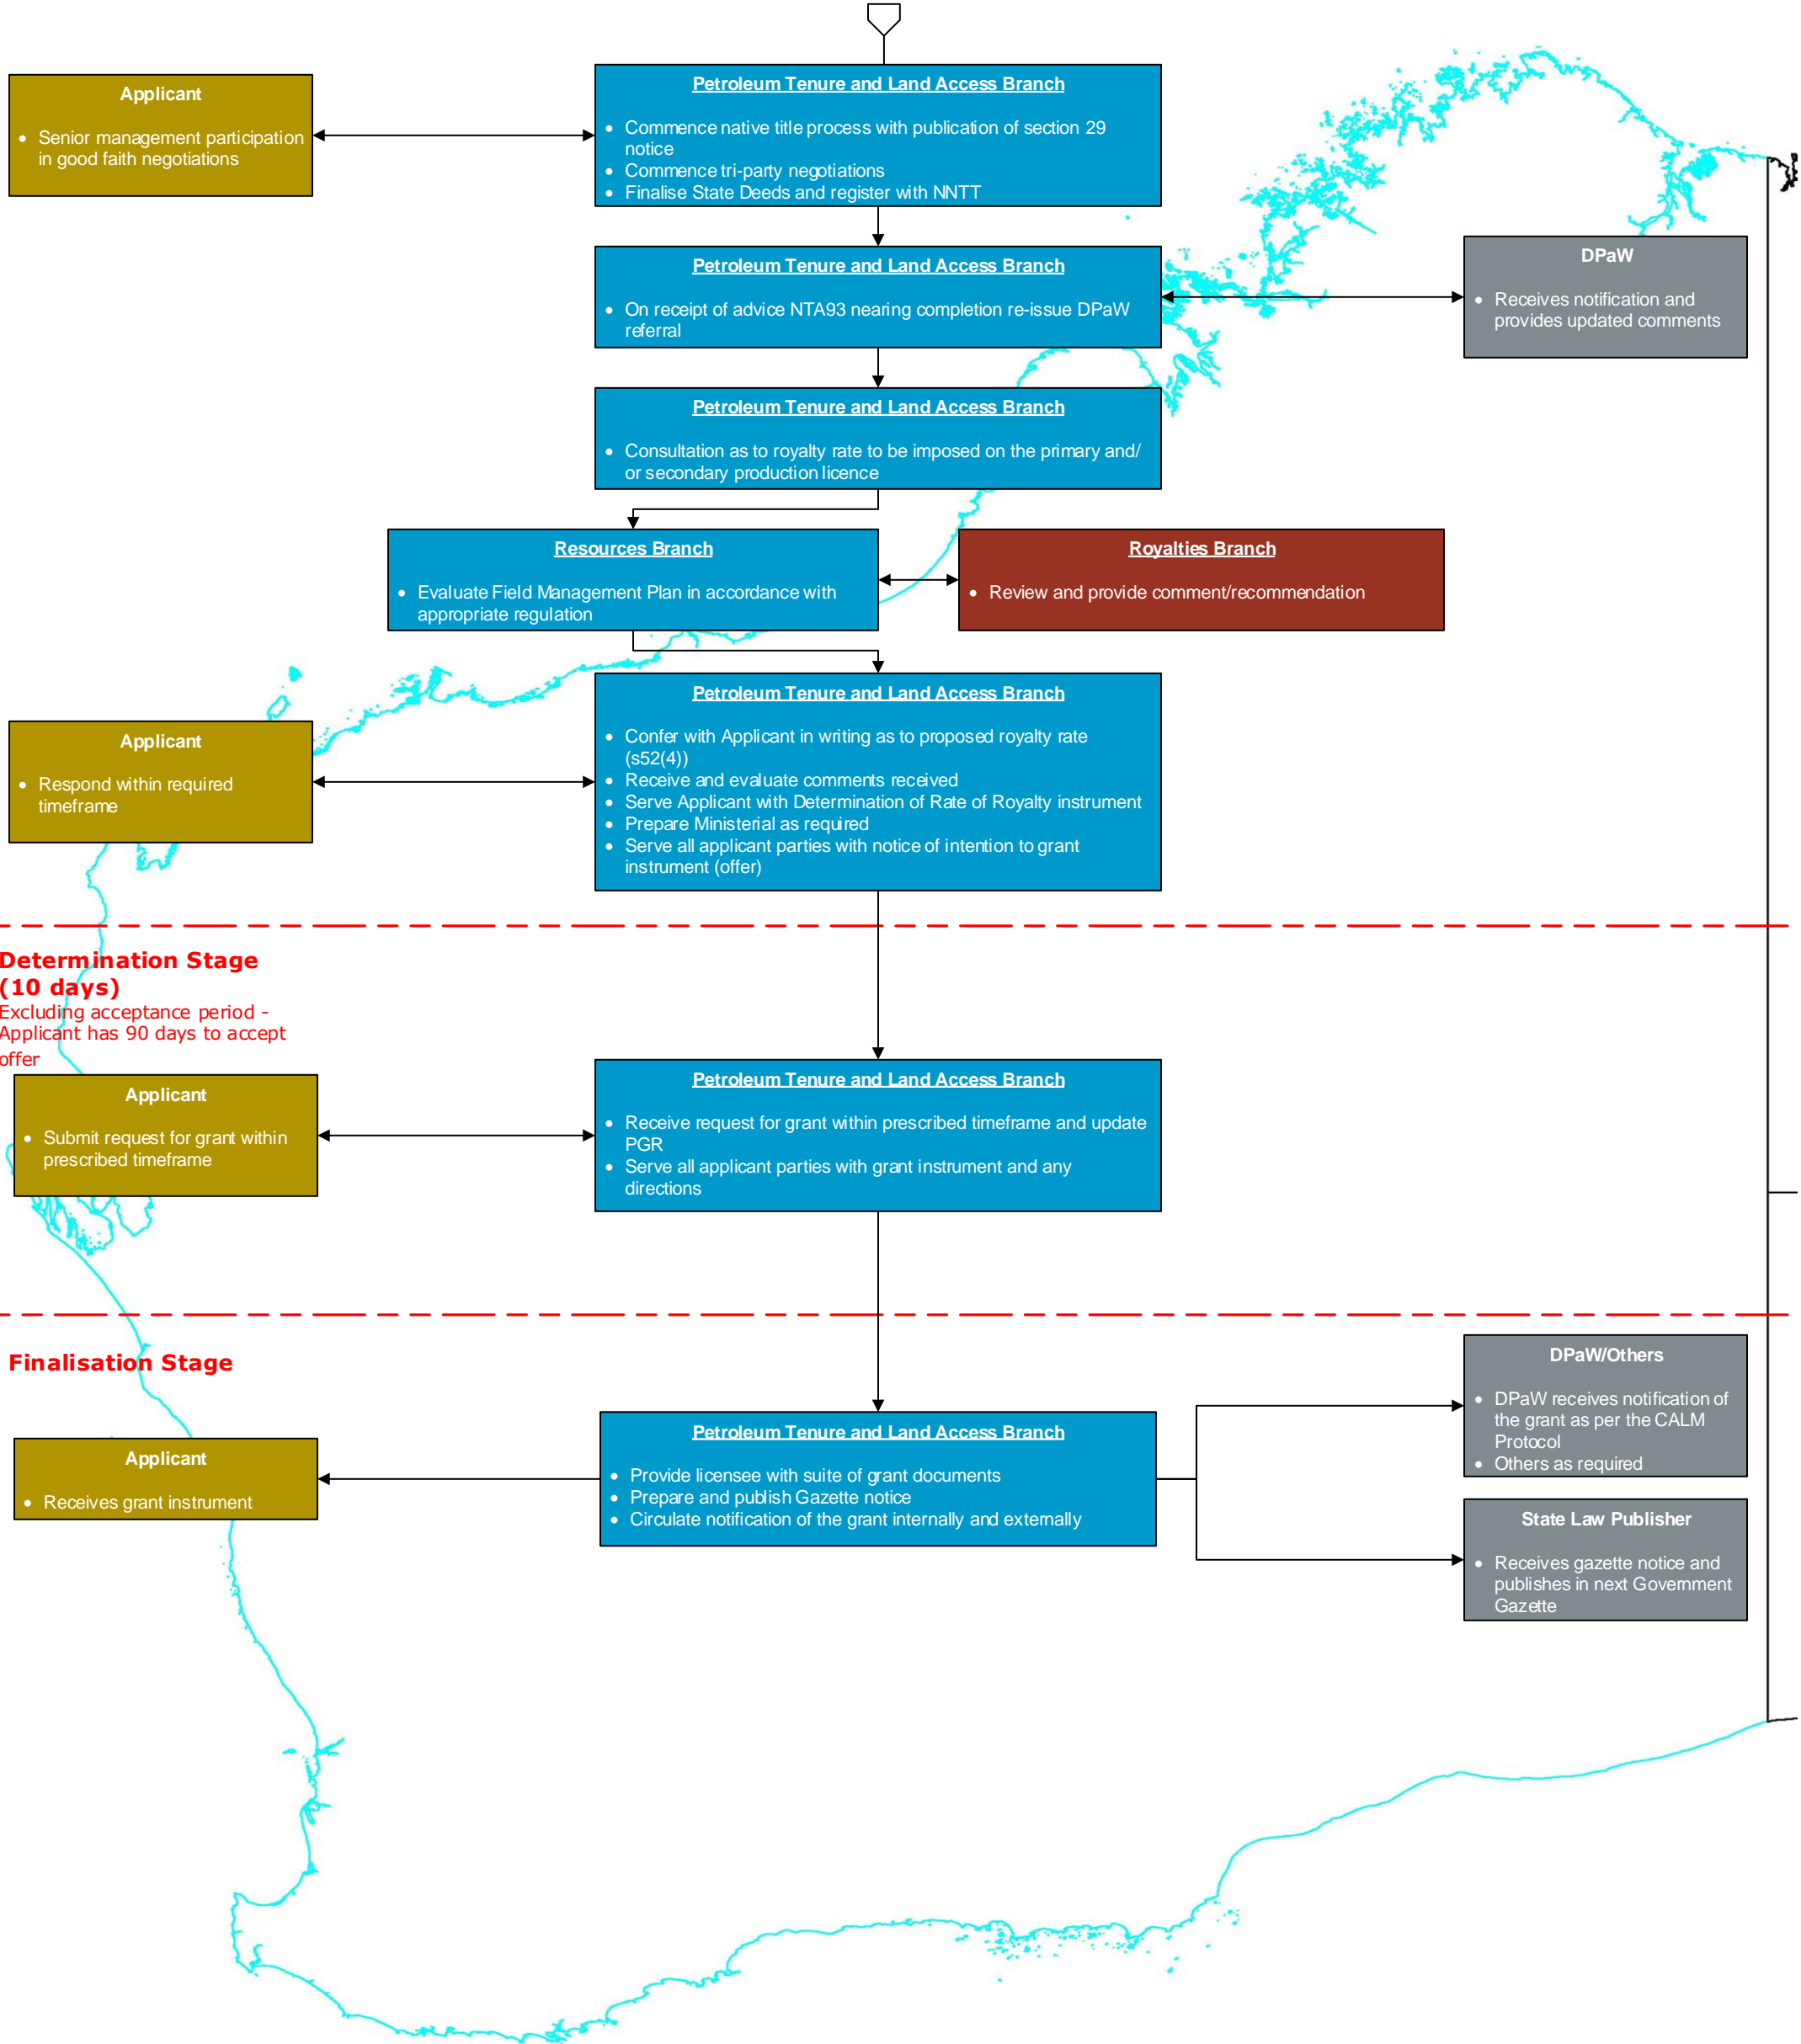 Applicant
• Senior management participation
in good faith negotiations
Petroleum Tenure and Land Access Branch
• Commence native title process with publication of section 29
notice
• Commence tri-party negotiations
• Finalise State Deeds and register with NNTT
Petroleum Tenure and Land Access Branch
• On receipt of advice NTA93 nearing completion re-issue DPaW
referral
DPaW
• Receives notification and
provides updated comments
Petroleum Tenure and Land Access Branch
• Consultation as to royalty rate to be imposed on the primary and/
or secondary production licence
Resources Branch
• Evaluate Field Management Plan in accordance with
appropriate regulation
Royalties Branch
• Review and provide comment/recommendation
Applicant
• Respond within required
timeframe
Petroleum Tenure and Land Access Branch
• Confer with Applicant in writing as to proposed royalty rate
(s52(4))
• Receive and evaluate comments received
• Serve Applicant with Determination of Rate of Royalty instrument
• Prepare Ministerial as required
• Serve all applicant parties with notice of intention to grant
instrument (offer)
Determination Stage
(10 days)
Excluding acceptance period -
Applicant has 90 days to accept
offer
Applicant
• Submit request for grant within
prescribed timeframe
Petroleum Tenure and Land Access Branch
• Receive request for grant within prescribed timeframe and update
PGR
• Serve all applicant parties with grant instrument and any
directions
Finalisation Stage
Applicant
• Receives grant instrument
Petroleum Tenure and Land Access Branch
• Provide licensee with suite of grant documents
• Prepare and publish Gazette notice
• Circulate notification of the grant internally and externally
DPaW/Others
• DPaW receives notification of
the grant as per the CALM
Protocol
• Others as required
State Law Publisher
• Receives gazette notice and
publishes in next Government
Gazette